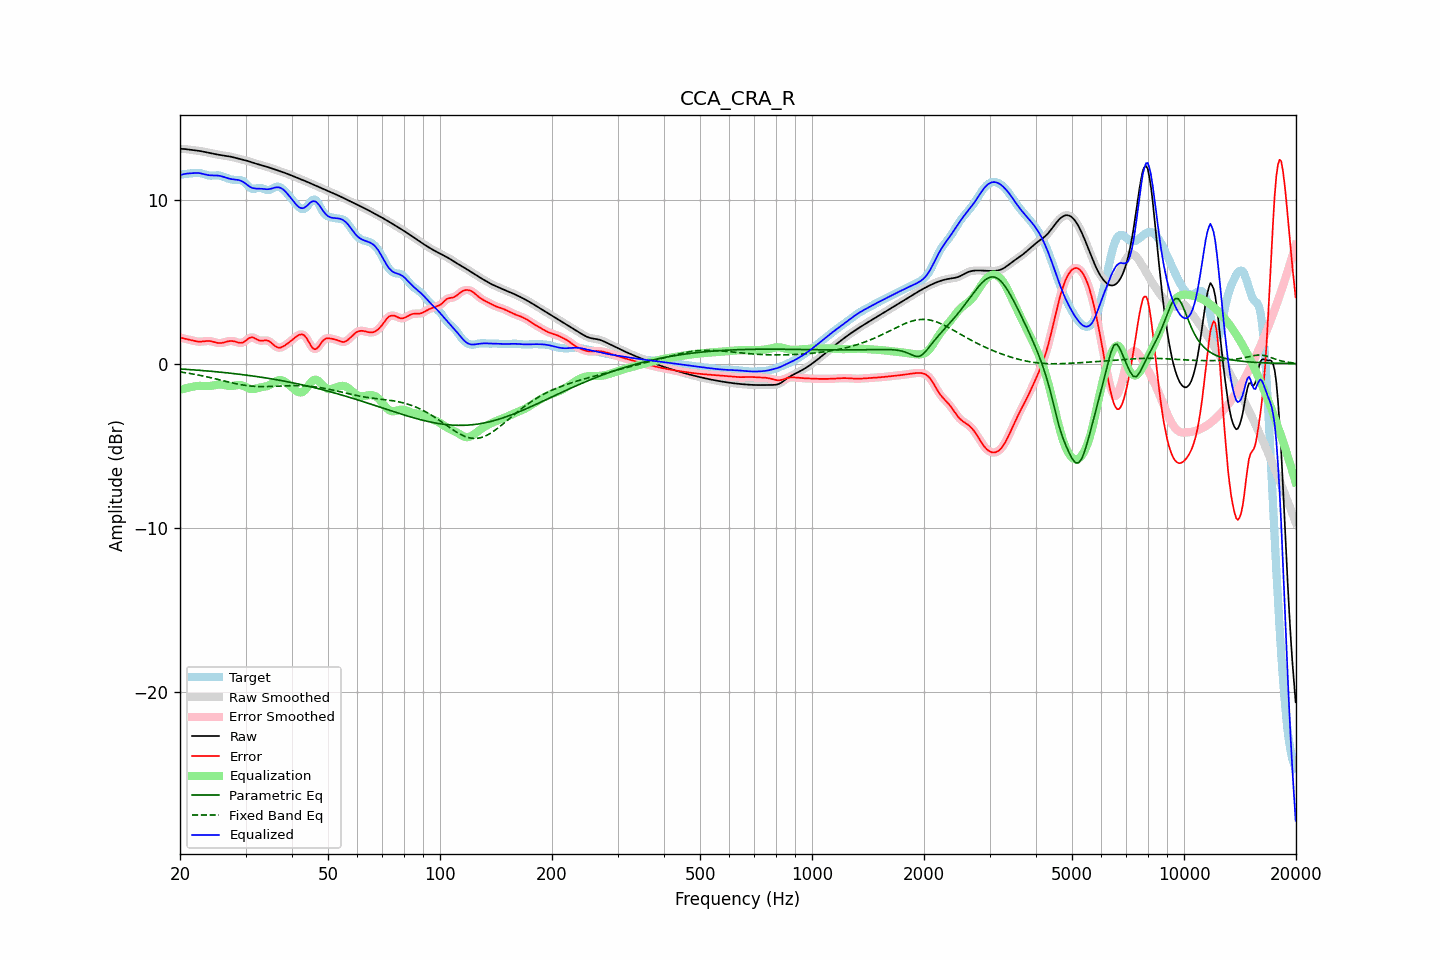 CCA_CRA_R
Amplitude (dBr)
10
0
−10
−20
Target
Raw Smoothed
Error Smoothed
Raw
Error
Equalization
Parametric Eq
Fixed Band Eq
Equalized
20 50 100 200 500 1000 2000 5000 10000 20000
Frequency (Hz)